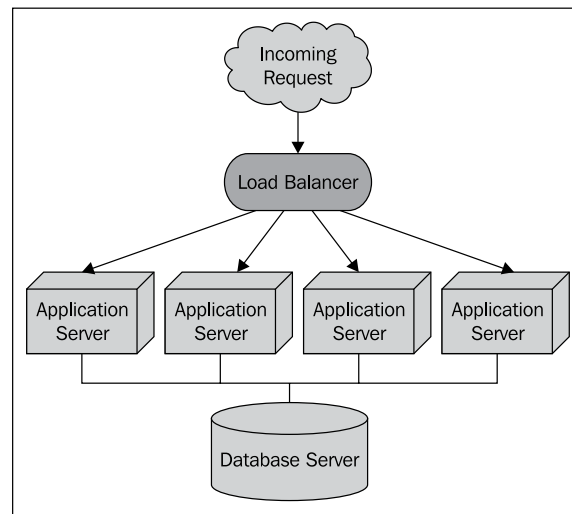 Incoming
Request
Load Balancer
Application
Server
Application
Server
Application
Server
Application
Server
Database Server